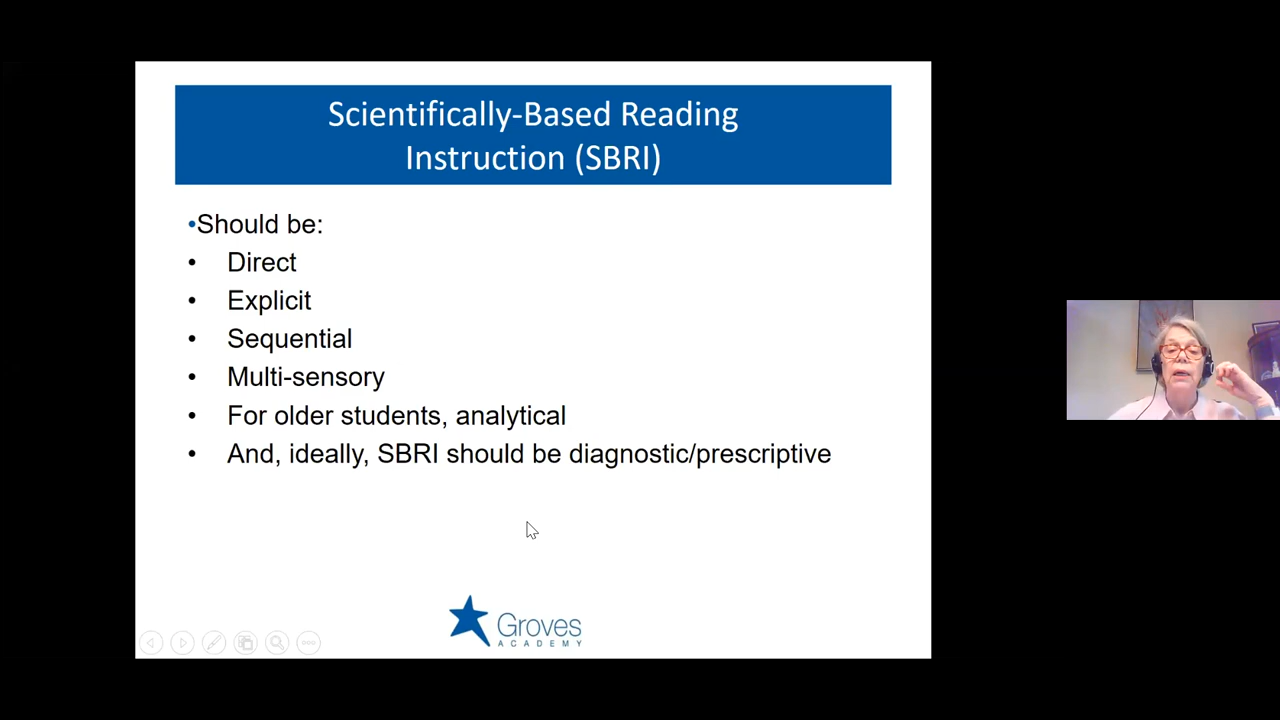 Scientifically-Based Reading
Instruction (SBRI)
•Should be:
• Direct
• Explicit
• Sequential
• Multi-sensory
• For older students, analytical
• And, ideally, SBRI should be diagnostic/prescriptive
Groves
ACADEMY